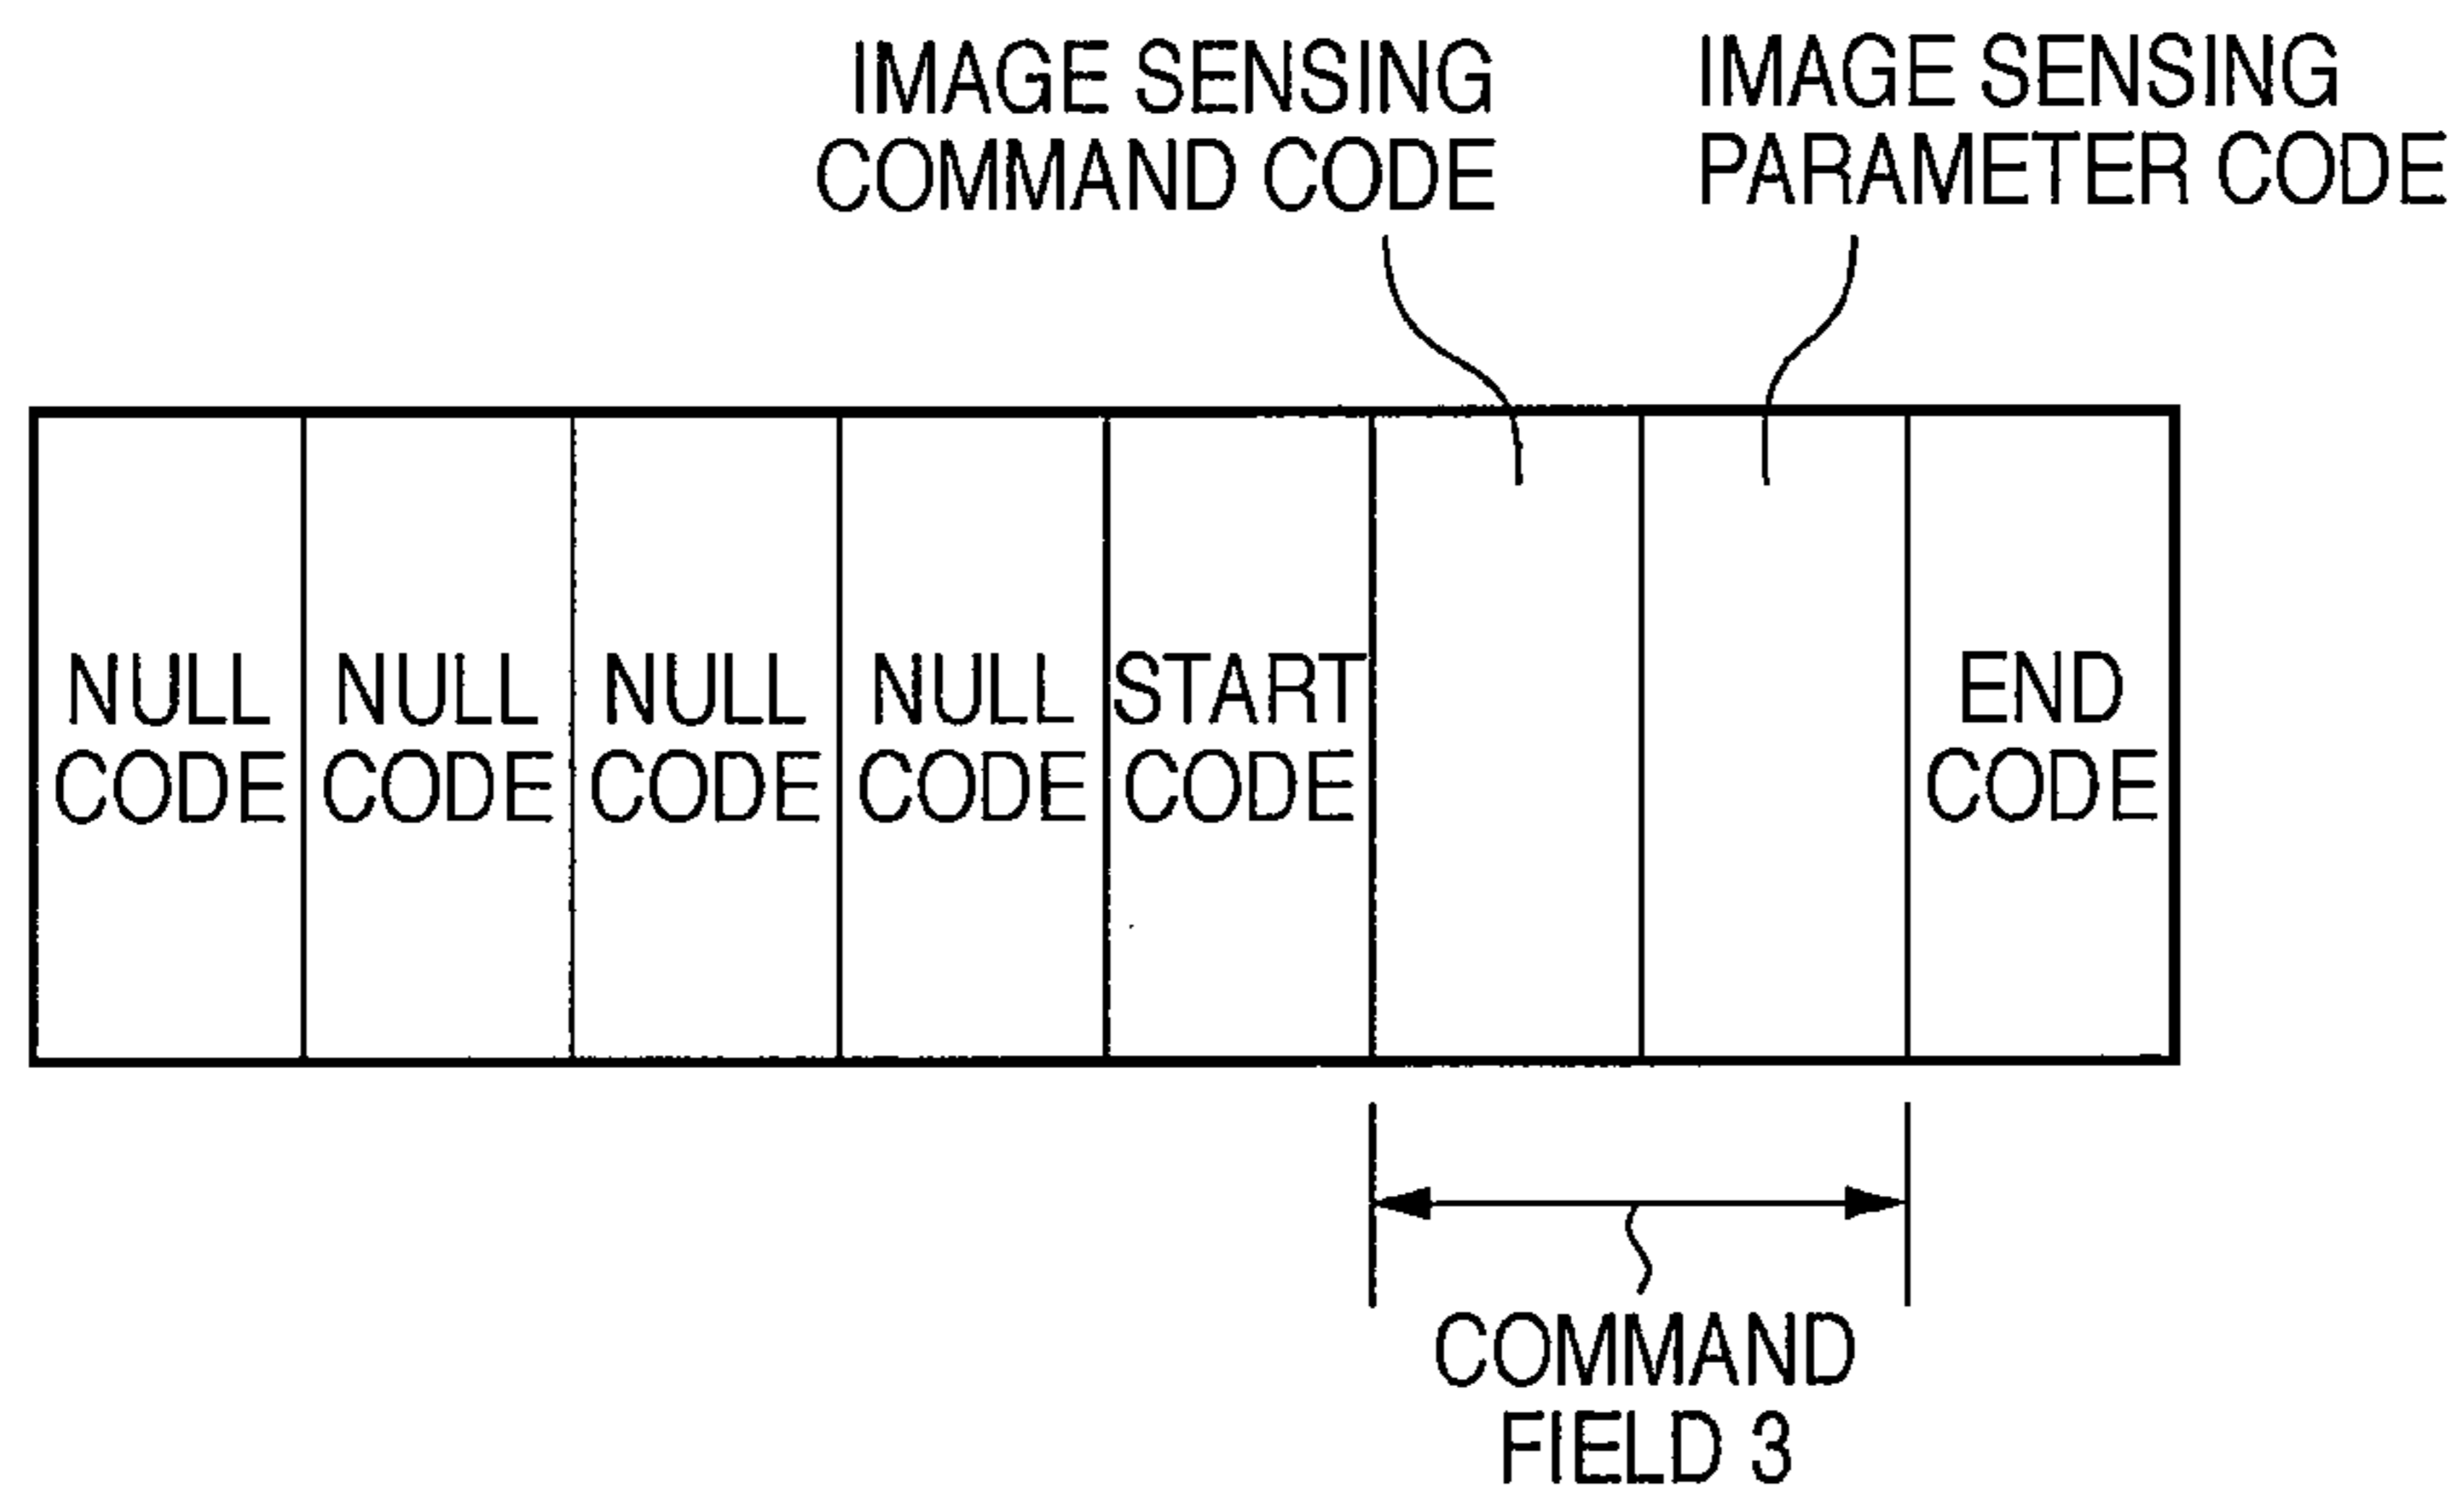 IMAGE SENSING
COMMAND CODE
IMAGE SENSING
PARAMETER CODE
NULL
CODE
NULL
CODE
NULL
CODE
NULL
CODE
START
CODE
END
CODE
COMMAND
FIELD 3